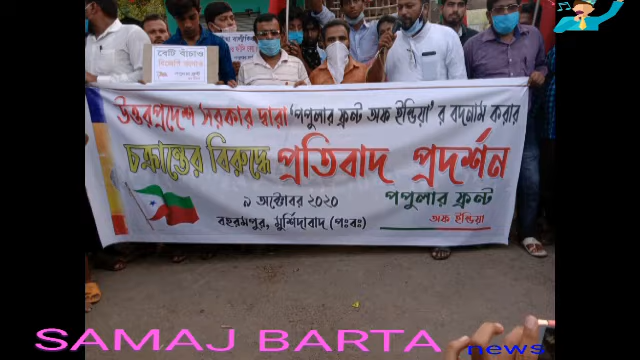 বেটি বাঁচাও
উত্তরপ্রদেশ সরকার দ্বারা 'পপুলার ফ্রন্ট অফ ইন্ডিয়া' র বদনাম করার
চক্রান্তের বিরুদ্ধে প্রতিবাদ প্রদর্শন
৯ অক্টোবর ২০২০
বহরমপুর, মুর্শিদাবাদ (পঃবঃ)
পপুলার ফ্রন্ট
অফ ইন্ডিয়া
SAMAJ BARTA news